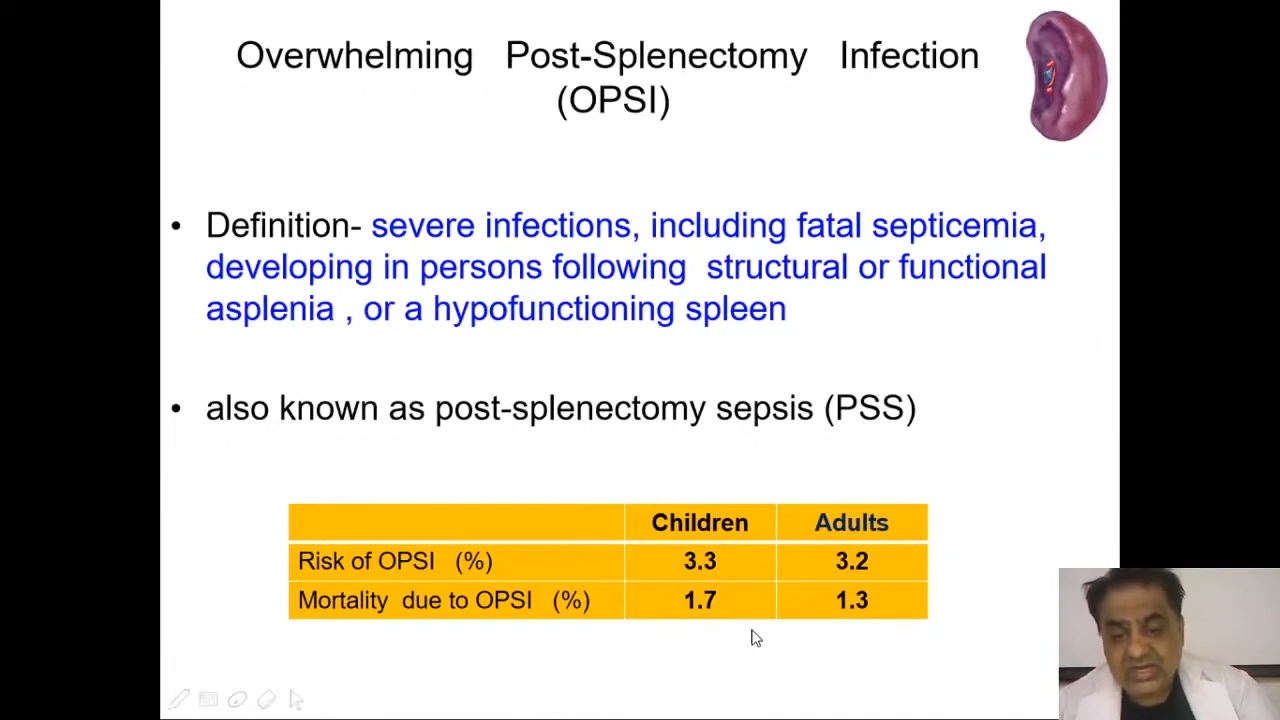 Overwhelming Post-Splenectomy Infection
(OPSI)
• Definition- severe infections, including fatal septicemia,
developing in persons following structural or functional
asplenia , or a hypofunctioning spleen
• also known as post-splenectomy sepsis (PSS)
Children Adults
Risk of OPSI (%) 3.3 3.2
Mortality due to OPSI (%) 1.7 1.3